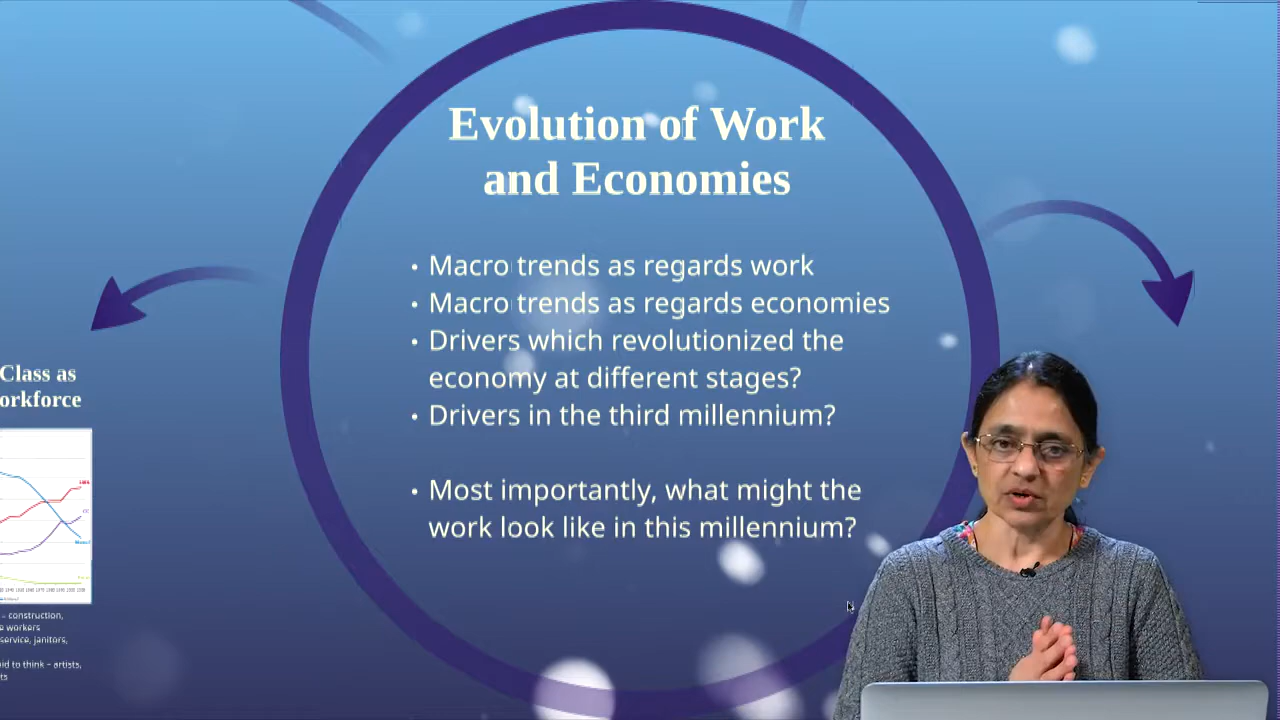 Evolution of Work
and Economies
• Macro trends as regards work
• Macro trends as regards economies
• Drivers which revolutionized the
economy at different stages?
• Drivers in the third millennium?
• Most importantly, what might the
work look like in this millennium?
Class as
orkforce
– construction,
e workers
service, janitors,
id to think – artists,
ts